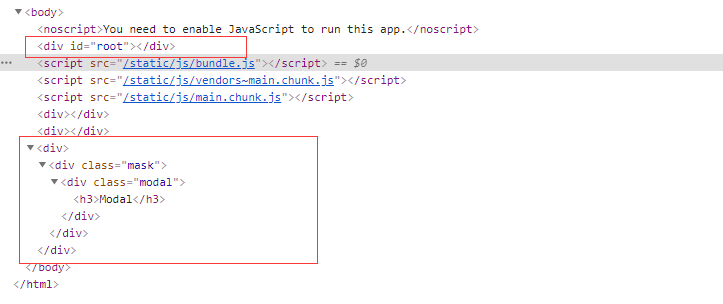 ▼<body>
<noscript>You need to enable JavaScript to run this app.</noscript>
<div id="root"></div>
••• <script src="/static/js/bundle.js"></script> == $0
<script src="/static/js/vendors~main.chunk.js"></script>
<script src="/static/js/main.chunk.js"></script>
<div></div>
<div></div>
▼<div>
▼<div class="mask">
▼<div class="modal">
<h3>Modal</h3>
</div>
</div>
</div>
</body>
</html>